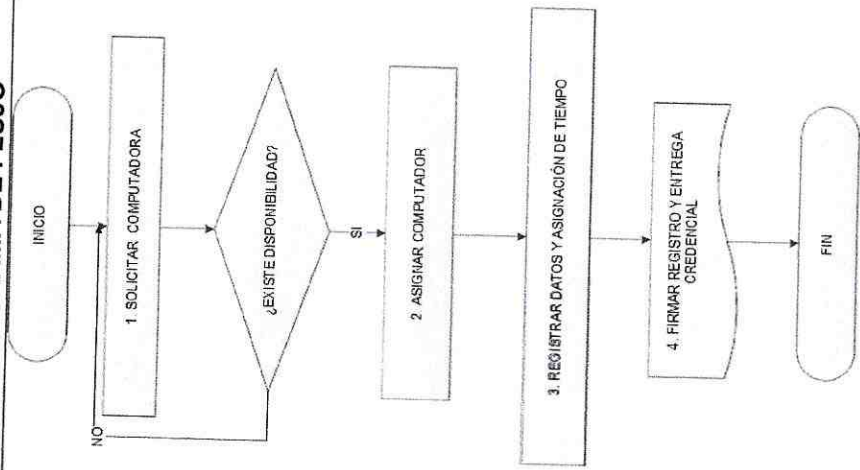 INICIO
1. SOLICITAR COMPUTADORA
¿EXISTE DISPONIBILIDAD?
NO
SI
2. ASIGNAR COMPUTADOR
3. REGISTRAR DATOS Y ASIGNACIÓN DE TIEMPO
4. FIRMAR REGISTRO Y ENTREGA
CREDENCIAL
FIN